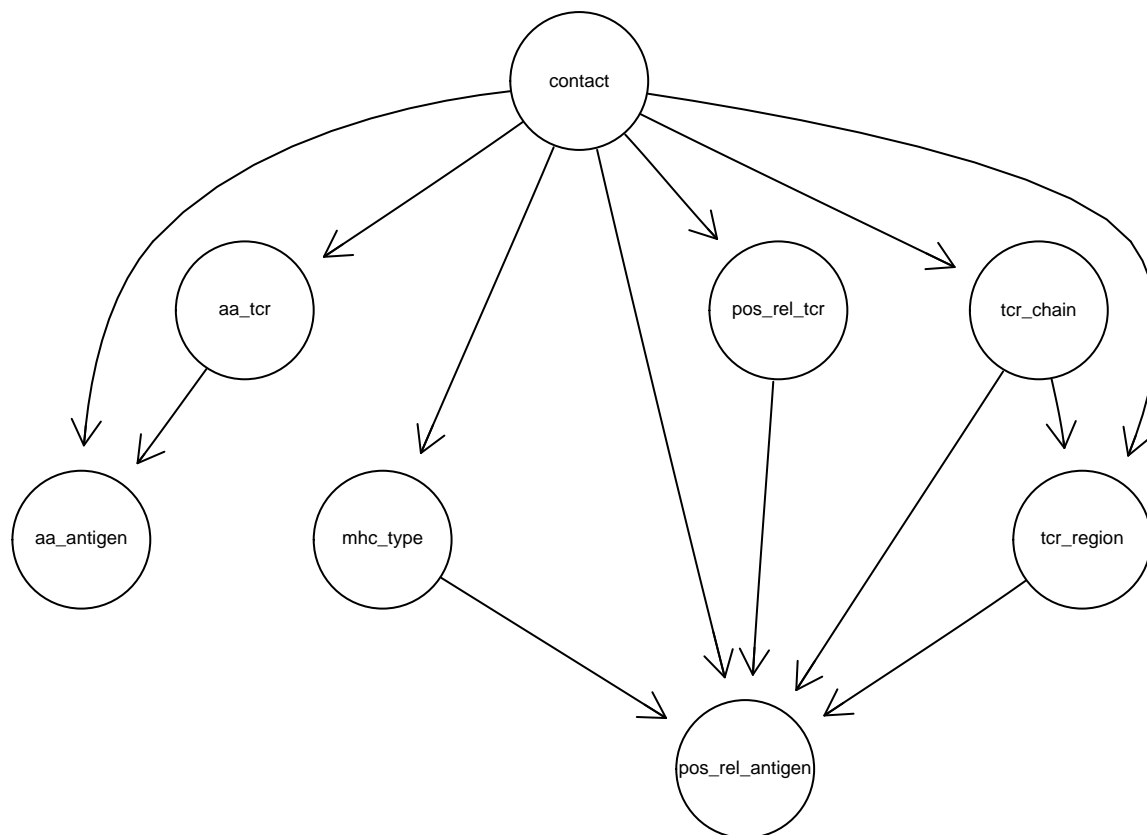 contact
aa_tcr
pos_rel_tcr
tcr_chain
aa_antigen
mhc_type
tcr_region
pos_rel_antigen